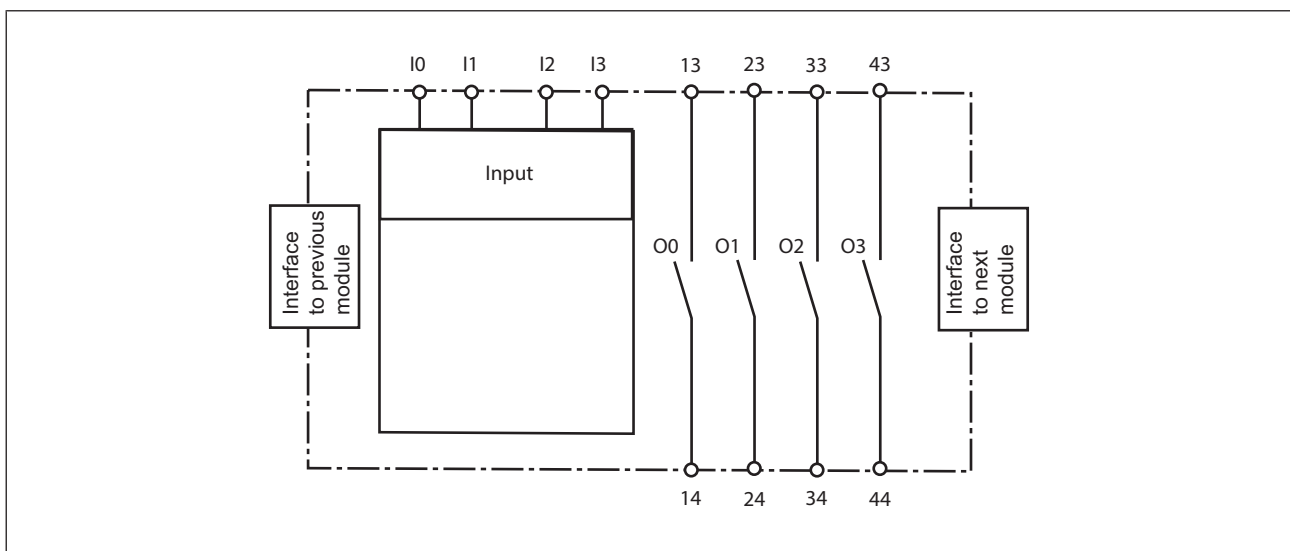 I0 I1 I2 I3 13 23 33 43
Input
Interface
to previous
module
O0 O1 O2 O3
Interface
to next
module
14 24 34 44